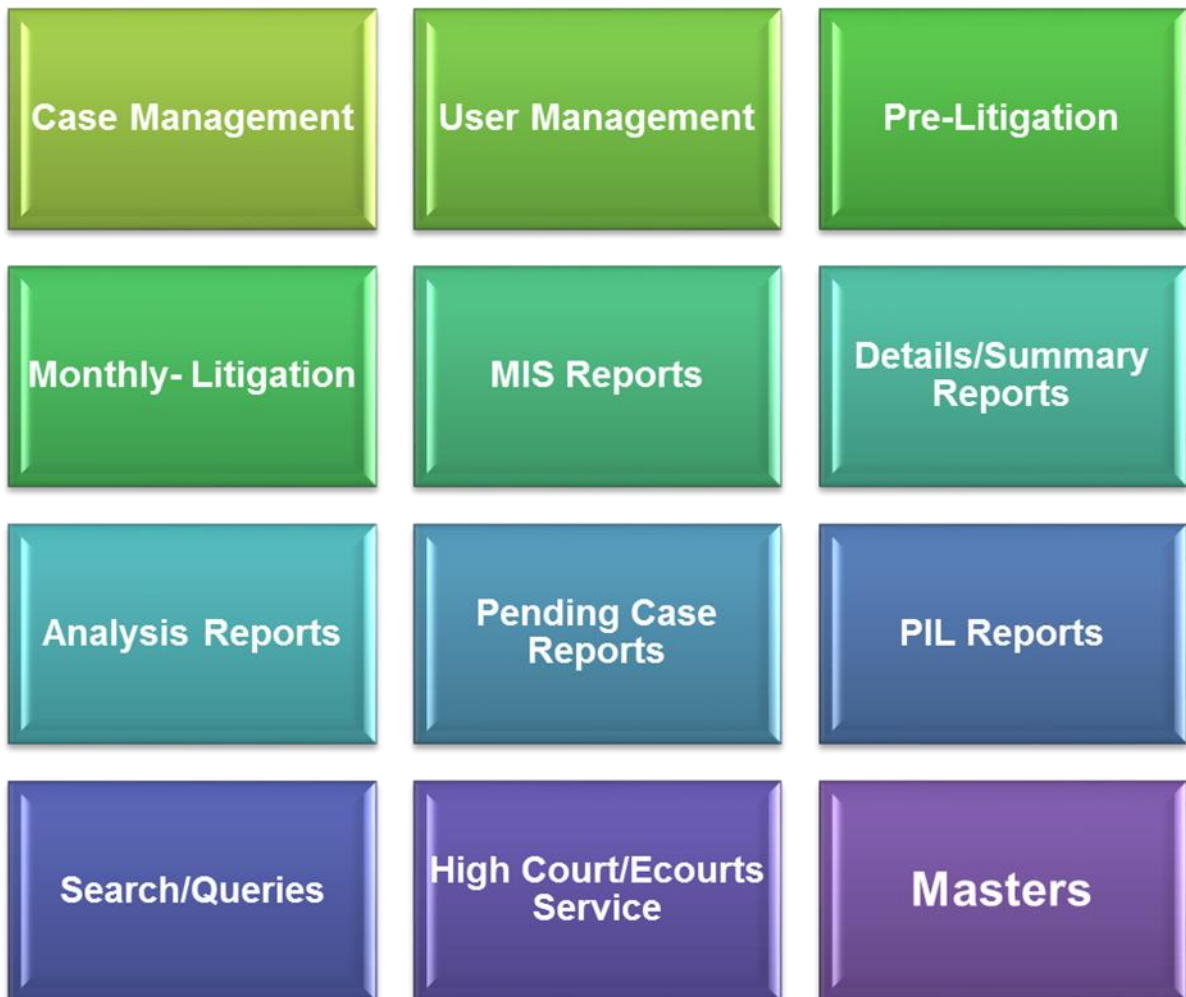 Case Management
User Management
Pre-Litigation
Monthly- Litigation
MIS Reports
Details/Summary
Reports
Analysis Reports
Pending Case
Reports
PIL Reports
Search/Queries
High Court/Ecourts
Service
Masters